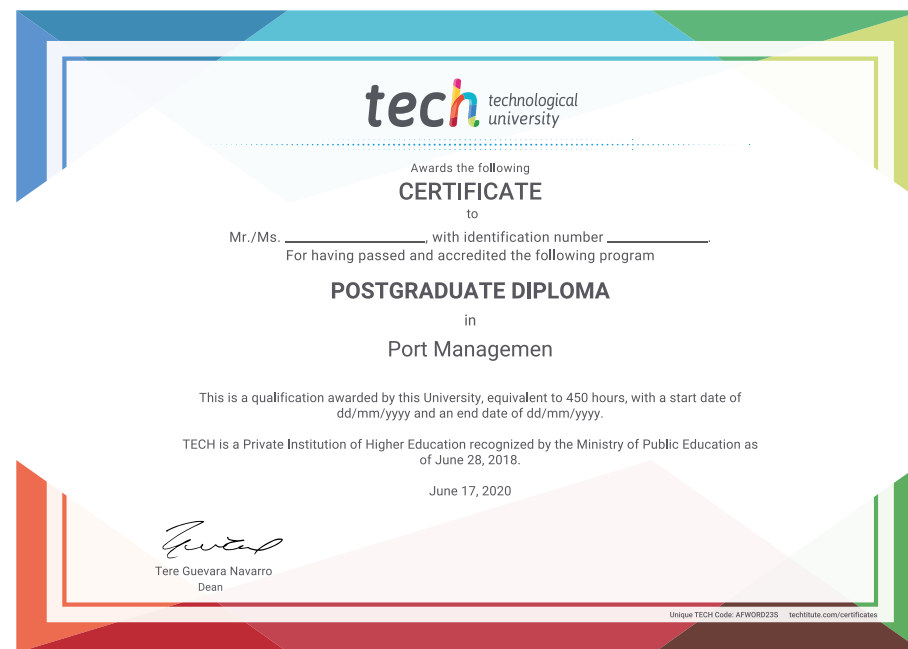 tech technological
university
Awards the following
CERTIFICATE
to
Mr./Ms. ____________________, with identification number ______________.
For having passed and accredited the following program
POSTGRADUATE DIPLOMA
in
Port Managemen
This is a qualification awarded by this University, equivalent to 450 hours, with a start date of
dd/mm/yyyy and an end date of dd/mm/yyyy.
TECH is a Private Institution of Higher Education recognized by the Ministry of Public Education as
of June 28, 2018.
June 17, 2020
Tere Guevara Navarro
Dean
Unique TECH Code: AFWORD23S techtitute.com/certificates